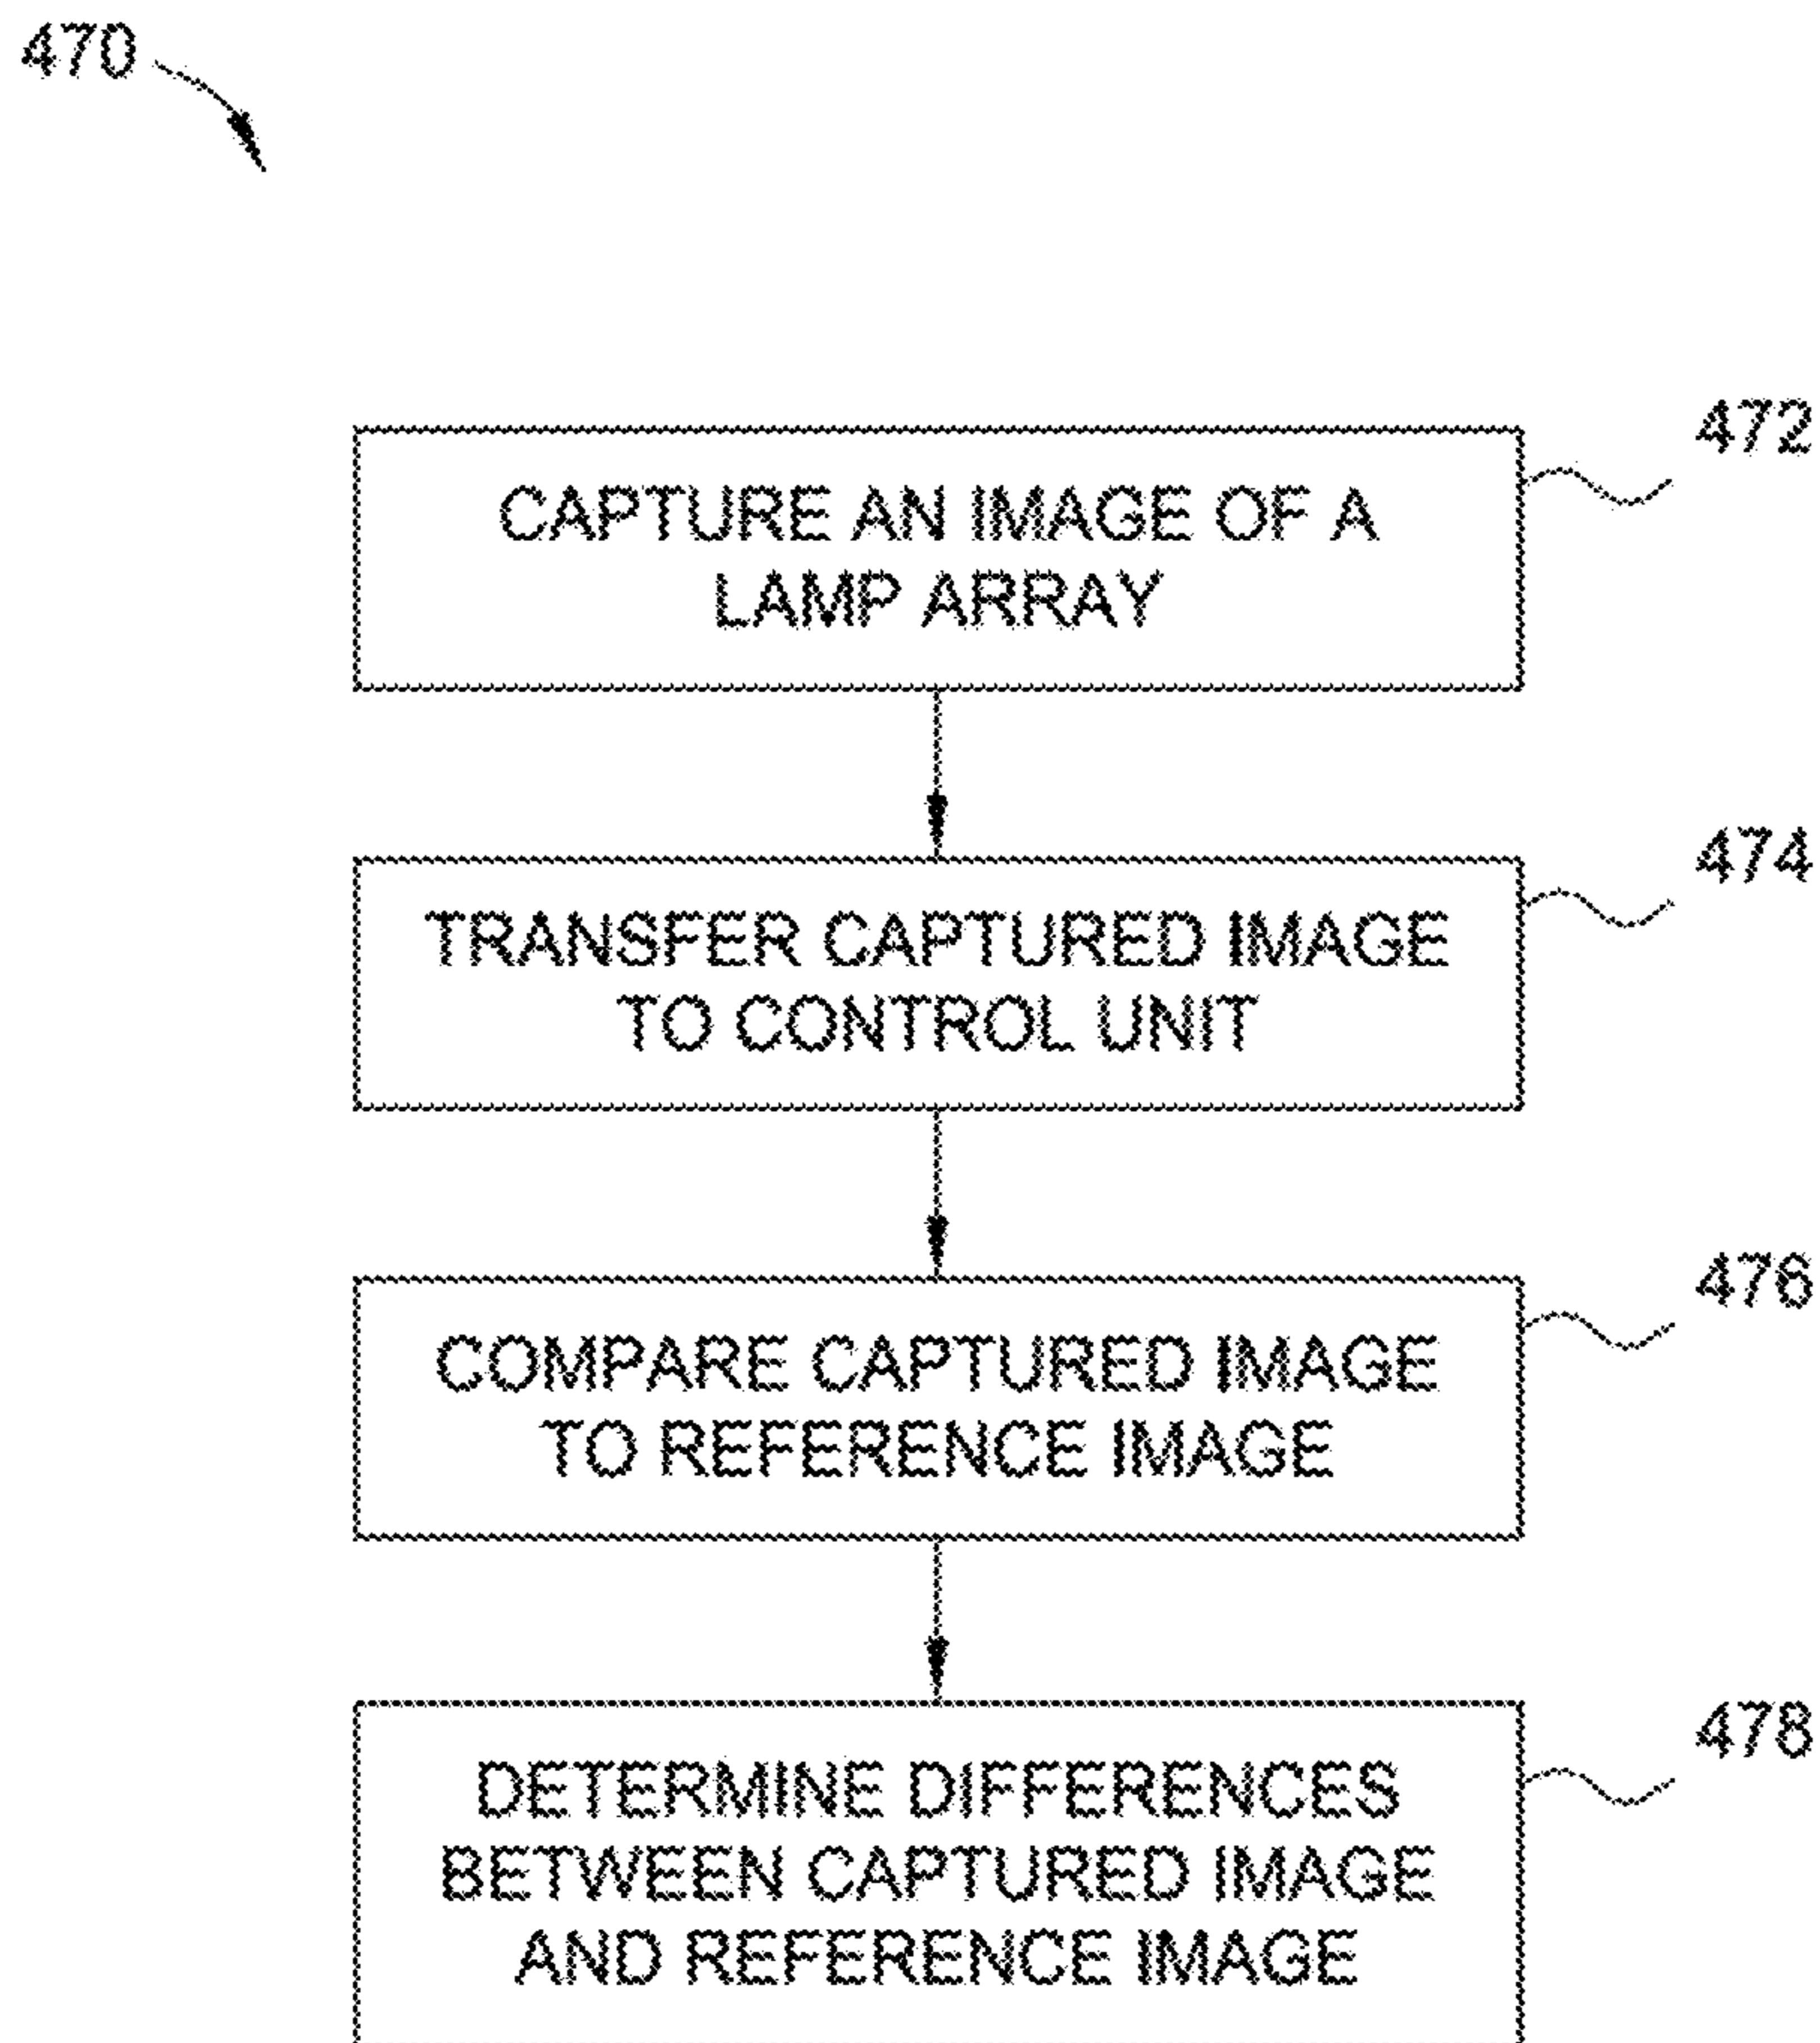 470
472
CAPTURE AN IMAGE OF A
LAMP ARRAY
474
TRANSFER CAPTURED IMAGE
TO CONTROL UNIT
476
COMPARE CAPTURED IMAGE
TO REFERENCE IMAGE
478
DETERMINE DIFFERENCES
BETWEEN CAPTURED IMAGE
AND REFERENCE IMAGE